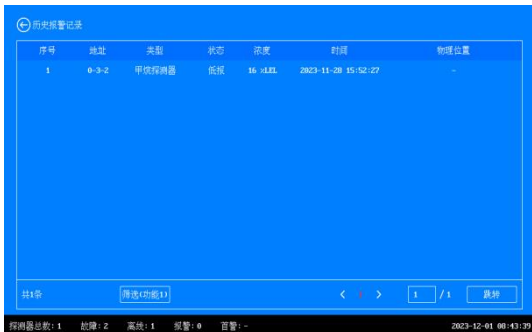 历史报警记录
序号 地址 类型 状态 浓度 时间 物理位置
1 0-3-2 甲烷探测器 低报 16 %LEL 2023-11-28 15:52:27 -
共1条 筛选(功能1) < 1 > 1 / 1 跳转
探测器总数: 1 故障: 2 离线: 1 报警: 0 首警: - 2023-12-01 08:43:39